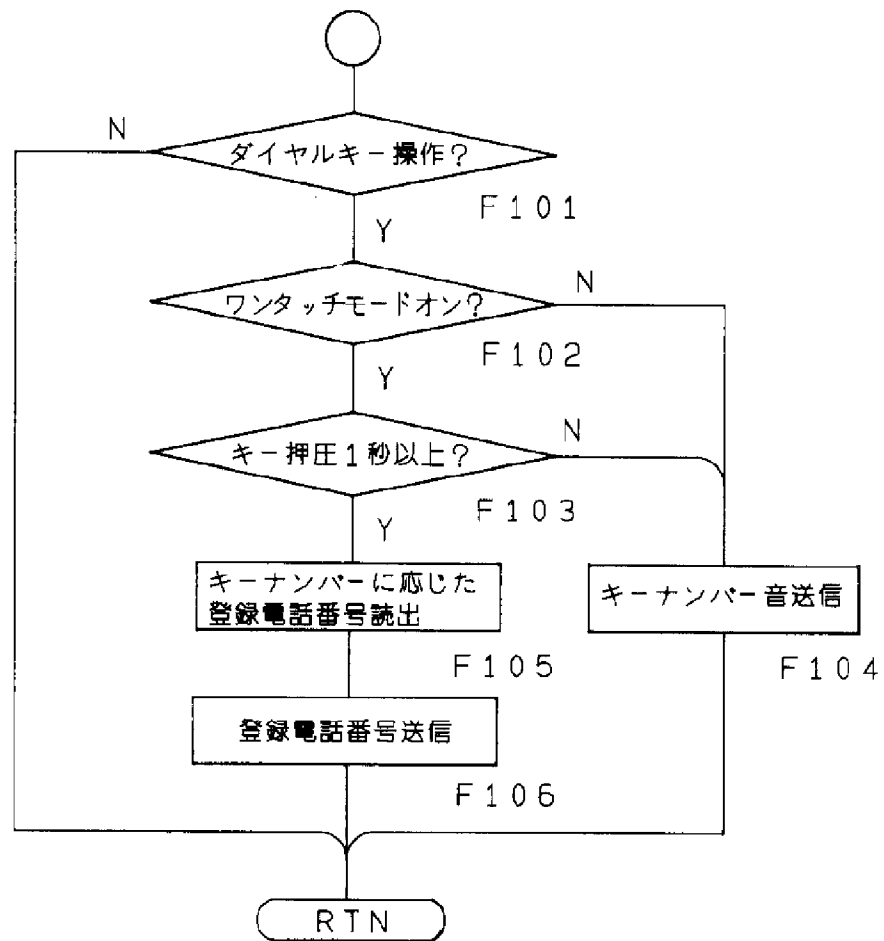 N
ダイヤルキー操作?
F101
Y
ワンタッチモードオン?
N
F102
Y
キー押圧1秒以上?
N
F103
Y
キーナンバーに応じた
登録電話番号読出
キーナンバー音送信
F105
F104
登録電話番号送信
F106
RTN